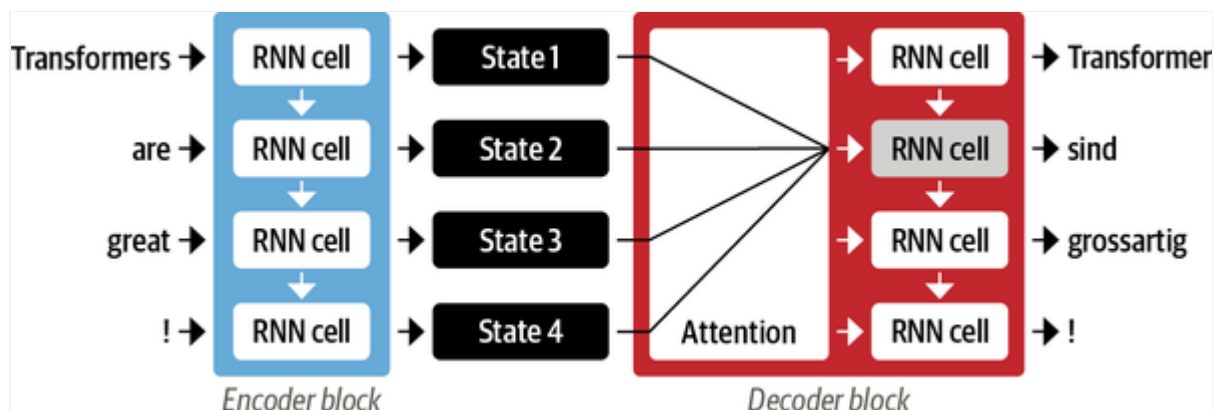 Transformers RNN cell State 1 RNN cell Transformer
are RNN cell State 2 RNN cell sind
great RNN cell State 3 RNN cell grossartig
! RNN cell State 4 Attention RNN cell !
Encoder block Decoder block